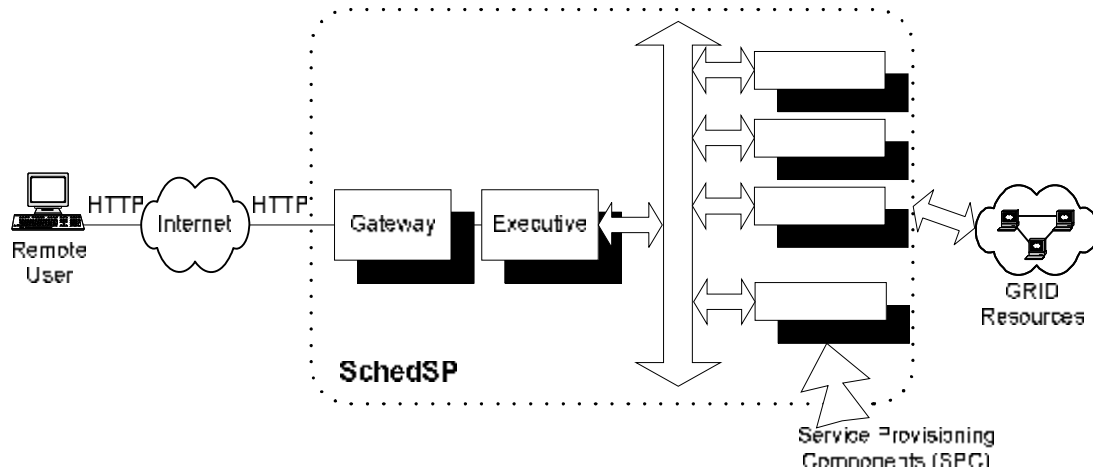 HTTP
Internet
HTTP
Remote
User
Gateway
Executive
SchedSP
GRID
Resources
Service Provisioning
Components (SPC)